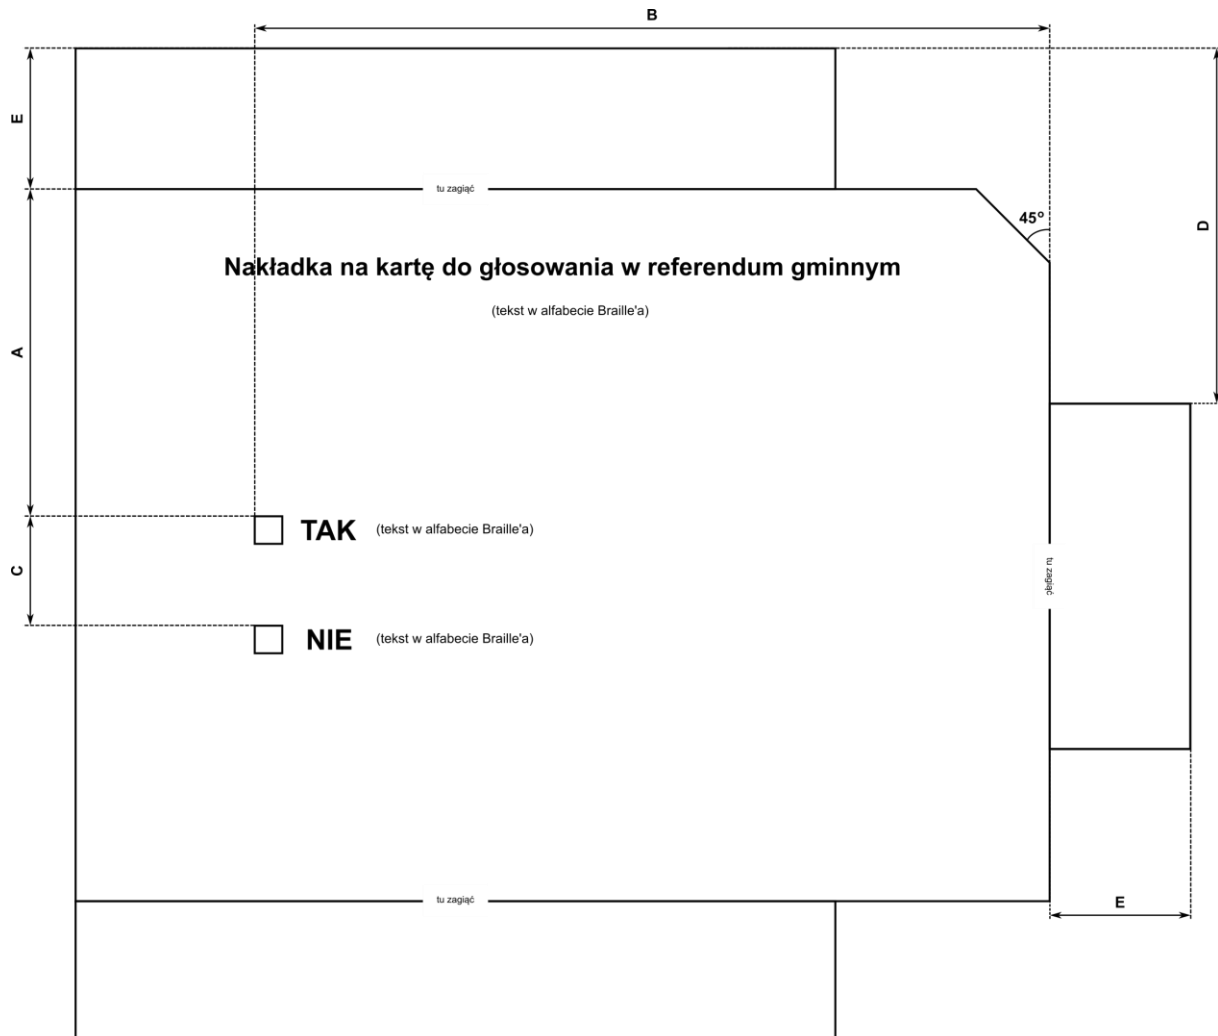 B
E
tu zagiąć
45°
D
Nakładka na kartę do głosowania w referendum gminnym
(tekst w alfabecie Braille'a)
A
TAK (tekst w alfabecie Braille'a)
C
tu zagiąć
NIE (tekst w alfabecie Braille'a)
tu zagiąć
E